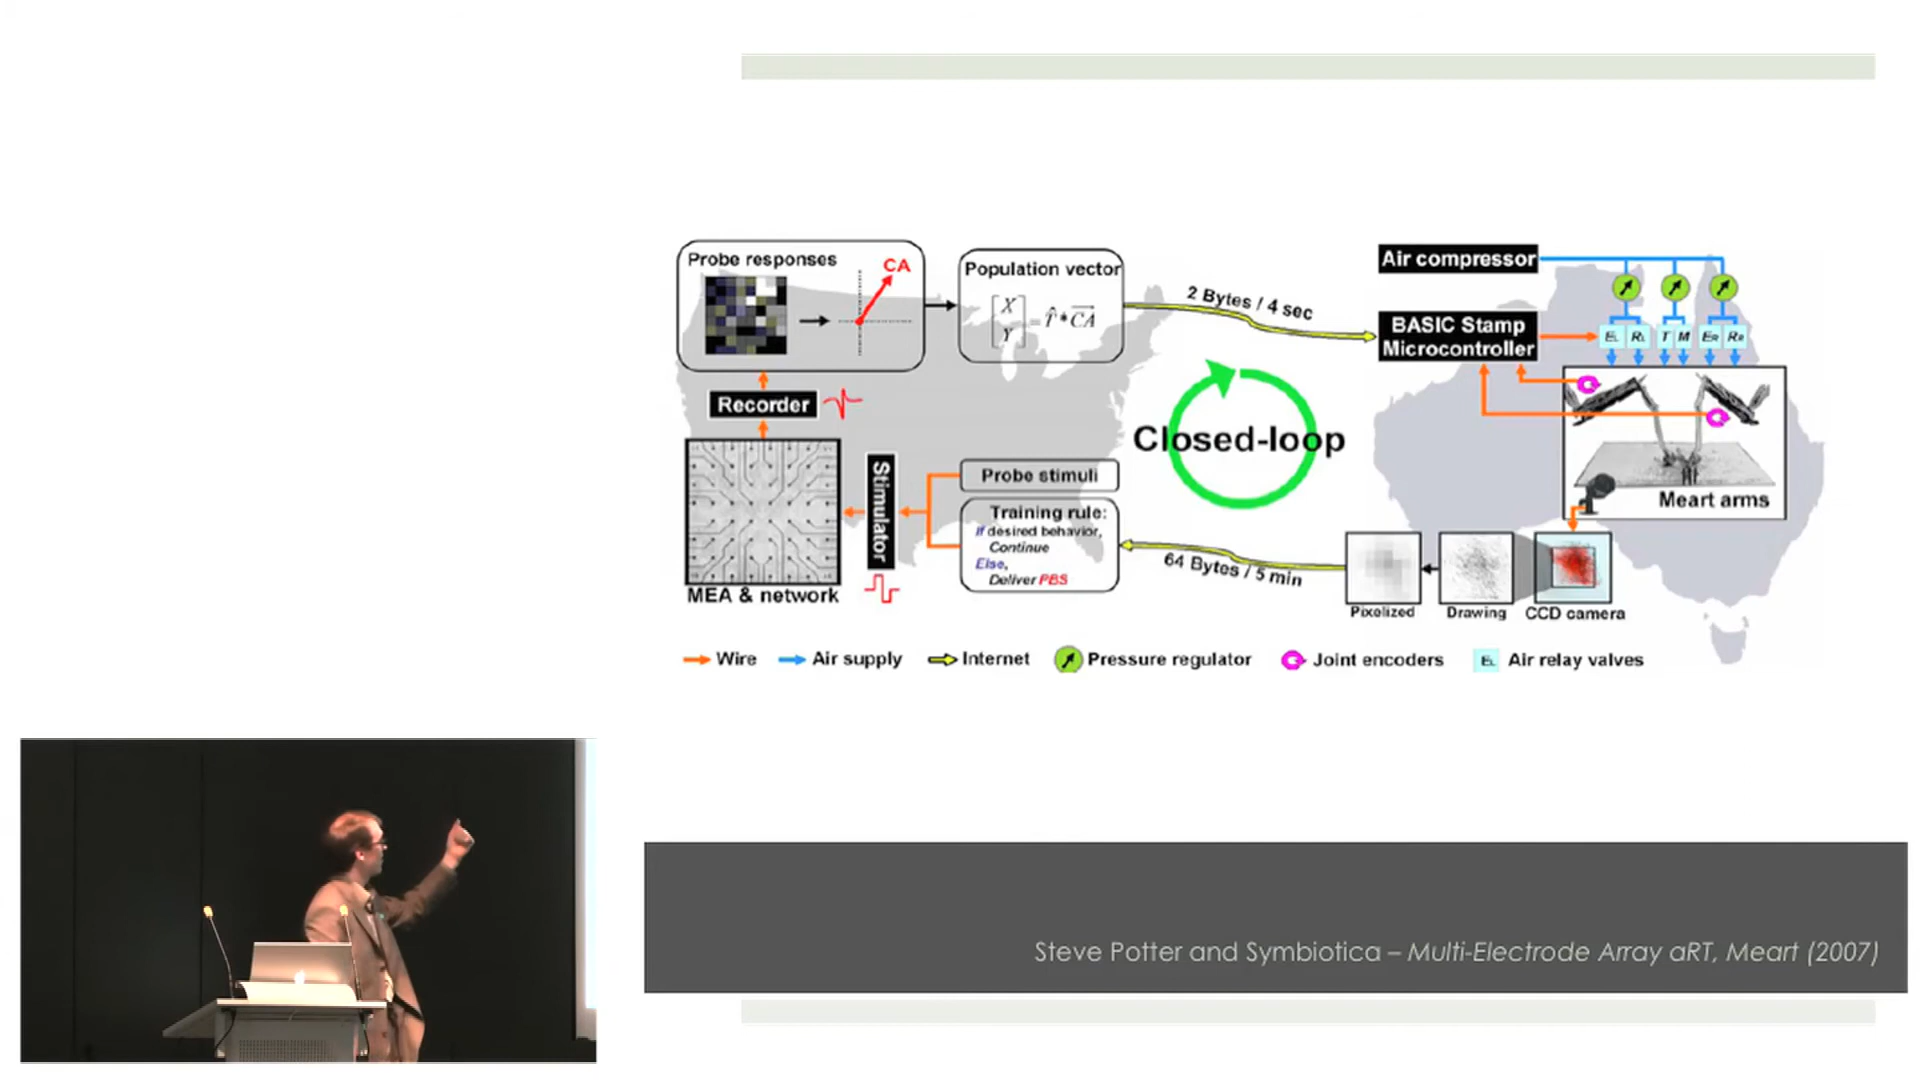 Probe responses
CA
Population vector
X
Y
= T̂ * CA
2 Bytes / 4 sec
Air compressor
BASIC Stamp
Microcontroller
EL RL T M ER RR
Recorder
Closed-loop
Meart arms
Stimulator
Probe stimuli
Training rule:
If desired behavior,
Continue
Else,
Deliver PBS
MEA & network
64 Bytes / 5 min
Pixelized
Drawing
CCD camera
Wire
Air supply
Internet
Pressure regulator
Joint encoders
EL
Air relay valves
Steve Potter and Symbiotica – Multi-Electrode Array aRT, Meart (2007)